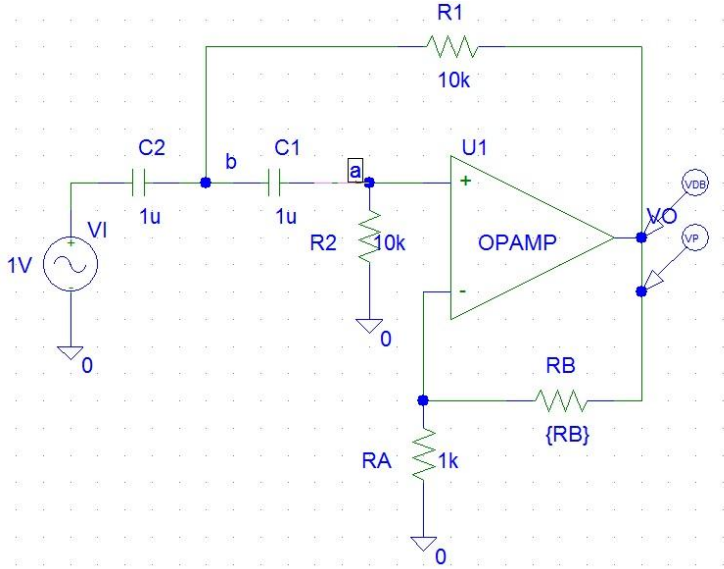 R1
10k
C2
b
C1
a
U1
1u
1u
VI
1V
R2
10k
+
-
OPAMP
VO
VDB
VP
+
-
0
0
RB
{RB}
RA
1k
0